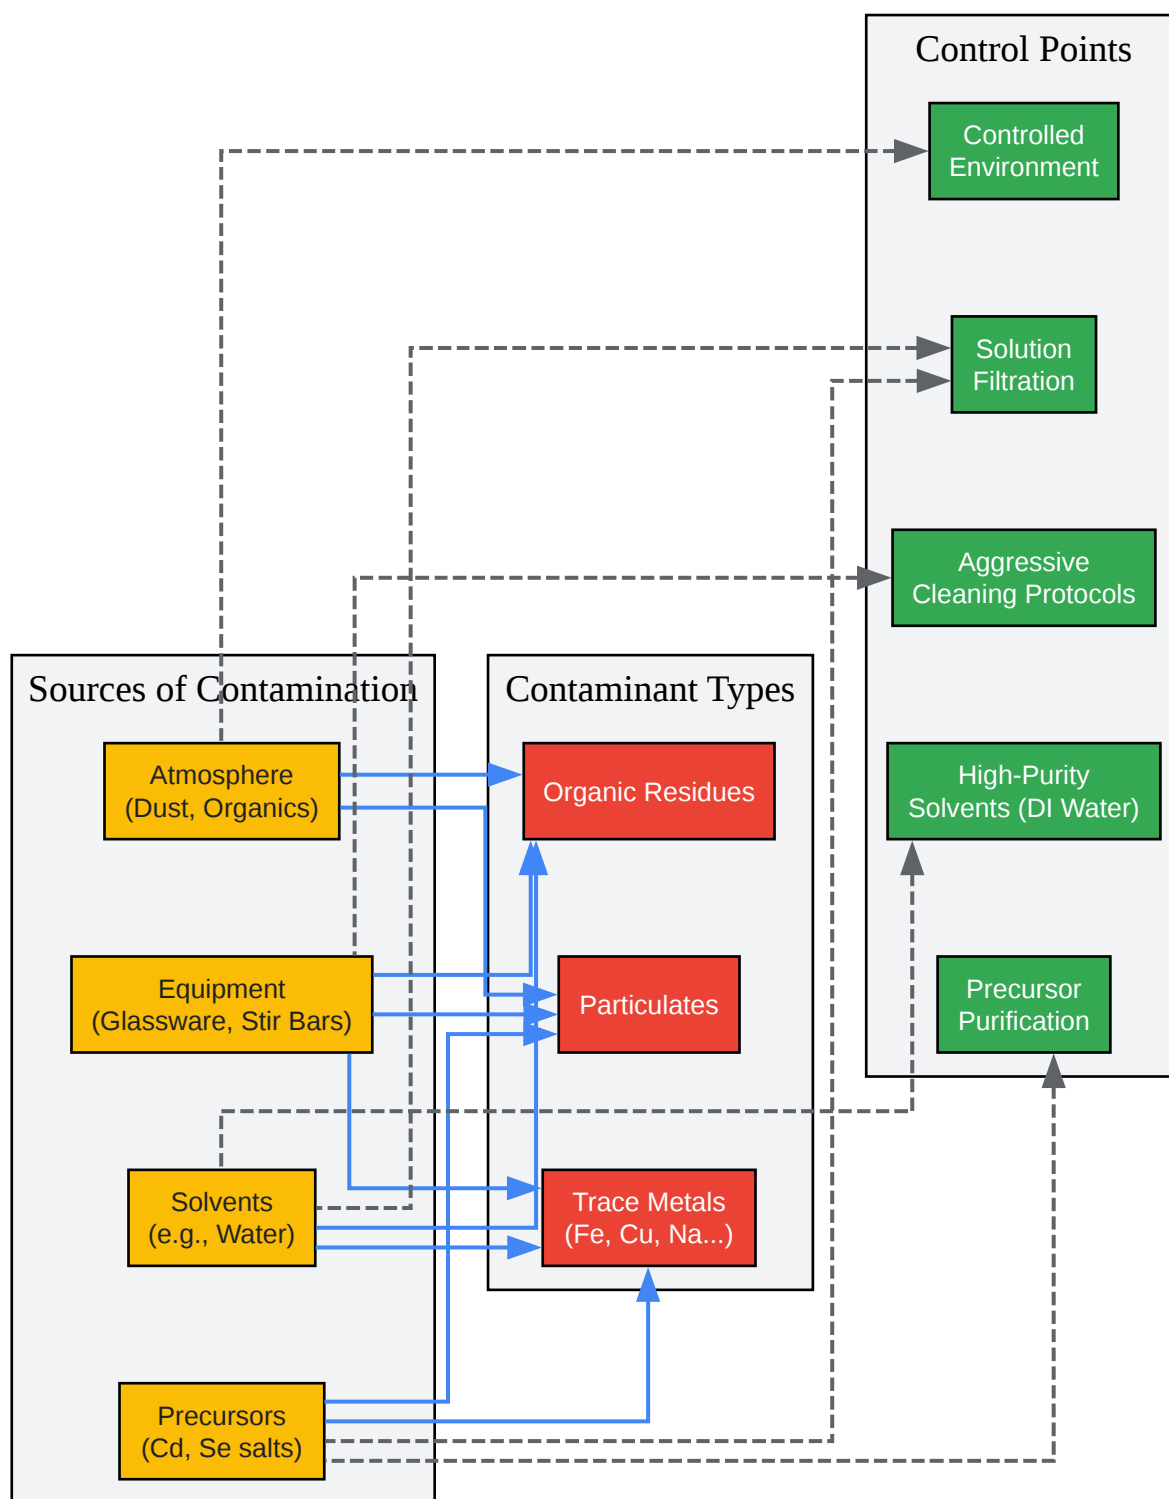 Control Points
Controlled
Environment
Solution
Filtration
Aggressive
Cleaning Protocols
High-Purity
Solvents (DI Water)
Precursor
Purification
Sources of Contamination
Atmosphere
(Dust, Organics)
Equipment
(Glassware, Stir Bars)
Solvents
(e.g., Water)
Precursors
(Cd, Se salts)
Contaminant Types
Organic Residues
Particulates
Trace Metals
(Fe, Cu, Na...)